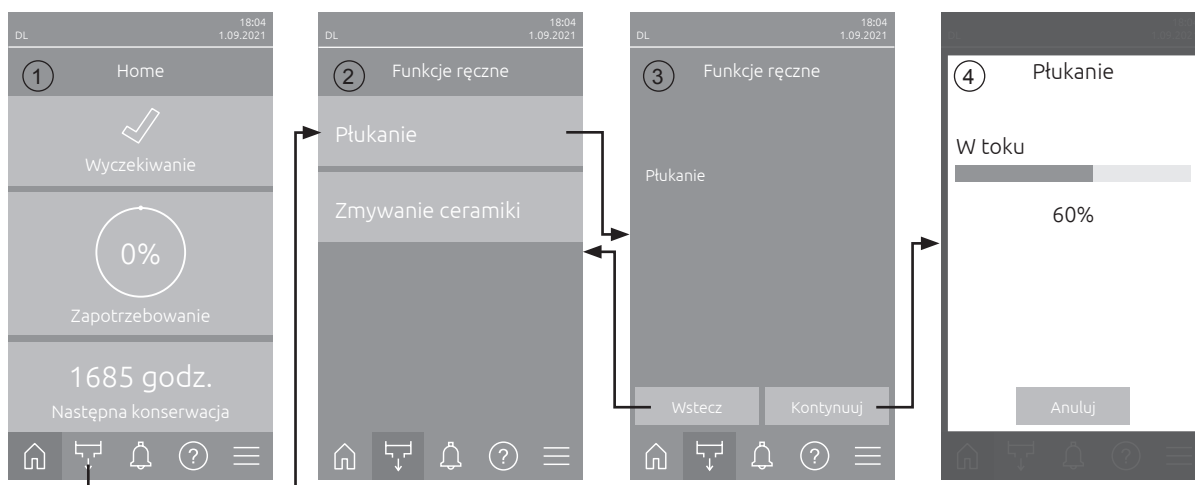 18:04
DL 1.09.2021
1 Home
Wyczekiwanie
0%
Zapotrzebowanie
1685 godz.
Następna konserwacja
?
18:04
DL 1.09.2021
2 Funkcje ręczne
Płukanie
Zmywanie ceramiki
?
18:04
DL 1.09.2021
3 Funkcje ręczne
Płukanie
Wstecz Kontynuuj
?
4 Płukanie
W toku
60%
Anuluj
?